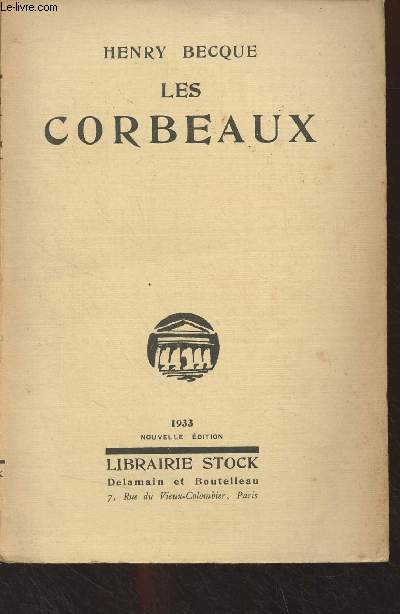 Le-livre.com
HENRY BECQUE
LES
CORBEAUX
1933
NOUVELLE ÉDITION
LIBRAIRIE STOCK
Delamain et Boutelleau
7, Rue du Vieux-Colombier, Paris